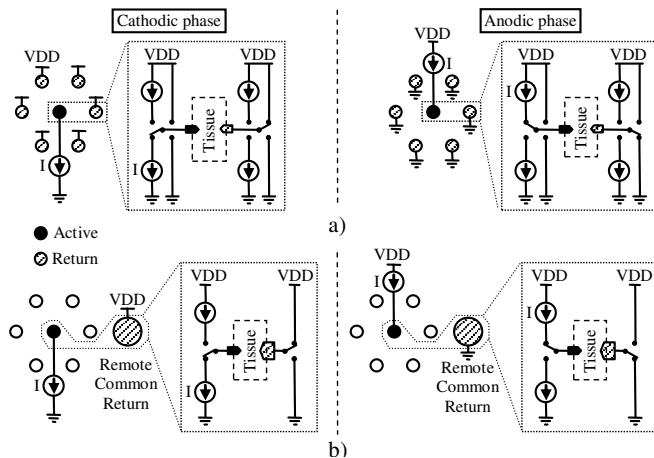 Cathodic phase
Anodic phase
VDD
VDD VDD
I
I
Tissue
VDD
I
VDD VDD
I
Tissue
a)
Active
Return
VDD
I
Remote
Common
Return
VDD VDD
I
Tissue
VDD
I
Remote
Common
Return
VDD VDD
I
Tissue
b)